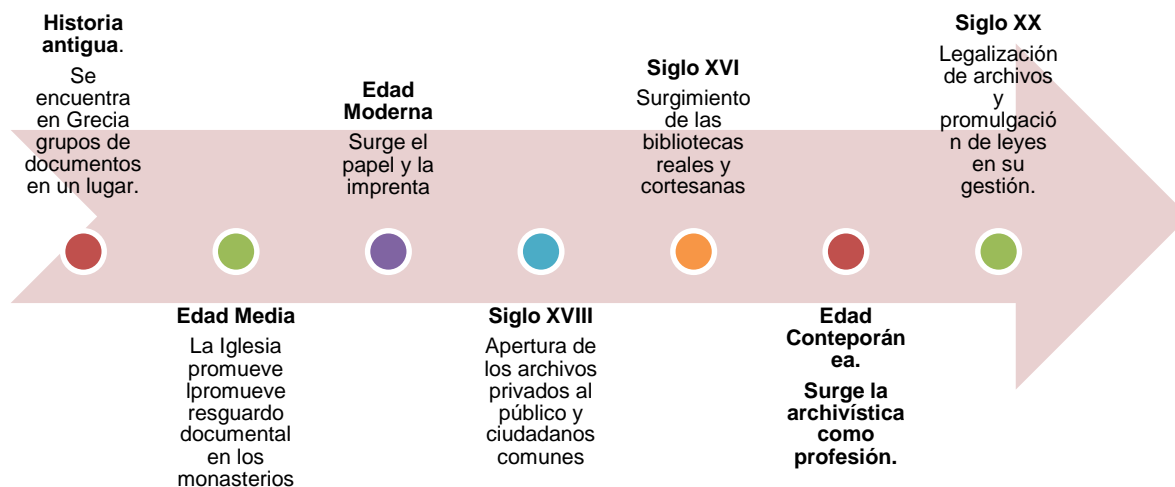 Historia
antigua.
Se
encuentra
en Grecia
grupos de
documentos
en un lugar.
Edad Media
La Iglesia
promueve
lpromueve
resguardo
documental
en los
monasterios
Edad
Moderna
Surge el
papel y la
imprenta
Siglo XVIII
Apertura de
los archivos
privados al
público y
ciudadanos
comunes
Siglo XVI
Surgimiento
de las
bibliotecas
reales y
cortesanas
Edad
Conteporán
ea.
Surge la
archivística
como
profesión.
Siglo XX
Legalización
de archivos
y
promulgació
n de leyes
en su
gestión.